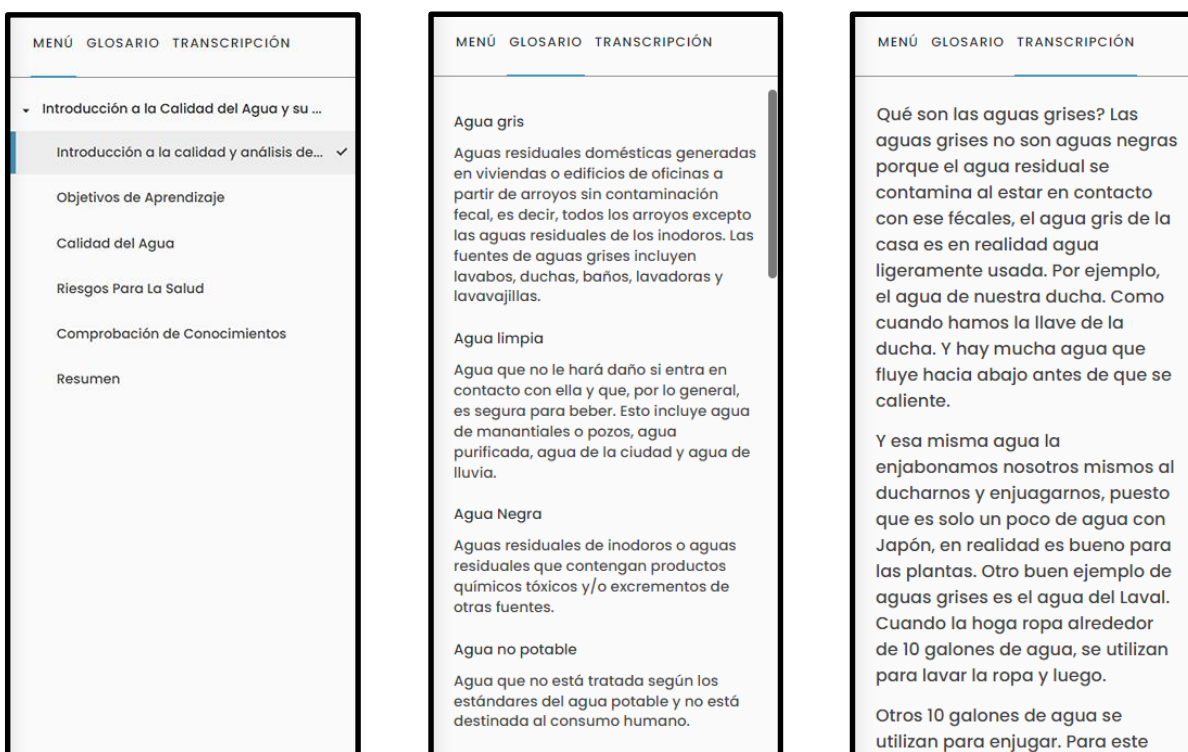 MENÚ GLOSARIO TRANSCRIPCIÓN
Introducción a la Calidad del Agua y su ...
Introducción a la calidad y análisis de...
Objetivos de Aprendizaje
Calidad del Agua
Riesgos Para La Salud
Comprobación de Conocimientos
Resumen
MENÚ GLOSARIO TRANSCRIPCIÓN
Agua gris
Aguas residuales domésticas generadas
en viviendas o edificios de oficinas a
partir de arroyos sin contaminación
fecal, es decir, todos los arroyos excepto
las aguas residuales de los inodoros. Las
fuentes de aguas grises incluyen
lavabos, duchas, baños, lavadoras y
lavavajillas.
Agua limpia
Agua que no le hará daño si entra en
contacto con ella y que, por lo general,
es segura para beber. Esto incluye agua
de manantiales o pozos, agua
purificada, agua de la ciudad y agua de
lluvia.
Agua Negra
Aguas residuales de inodoros o aguas
residuales que contengan productos
químicos tóxicos y/o excrementos de
otras fuentes.
Agua no potable
Agua que no está tratada según los
estándares del agua potable y no está
destinada al consumo humano.
MENÚ GLOSARIO TRANSCRIPCIÓN
Qué son las aguas grises? Las
aguas grises no son aguas negras
porque el agua residual se
contamina al estar en contacto
con ese fécales, el agua gris de la
casa es en realidad agua
ligeramente usada. Por ejemplo,
el agua de nuestra ducha. Como
cuando hamos la llave de la
ducha. Y hay mucha agua que
fluye hacia abajo antes de que se
caliente.
Y esa misma agua la
enjabonamos nosotros mismos al
ducharnos y enjuagarnos, puesto
que es solo un poco de agua con
Japón, en realidad es bueno para
las plantas. Otro buen ejemplo de
aguas grises es el agua del Laval.
Cuando la hoga ropa alrededor
de 10 galones de agua, se utilizan
para lavar la ropa y luego.
Otros 10 galones de agua se
utilizan para enjugar. Para este